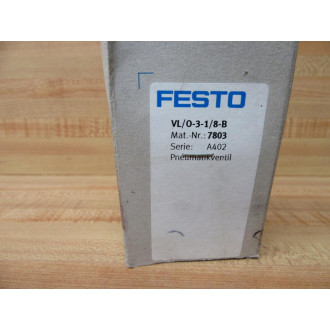 FESTO
VL/O-3-1/8-B
Mat.-Nr.: 7803
Serie: A402
Pneumatikventil